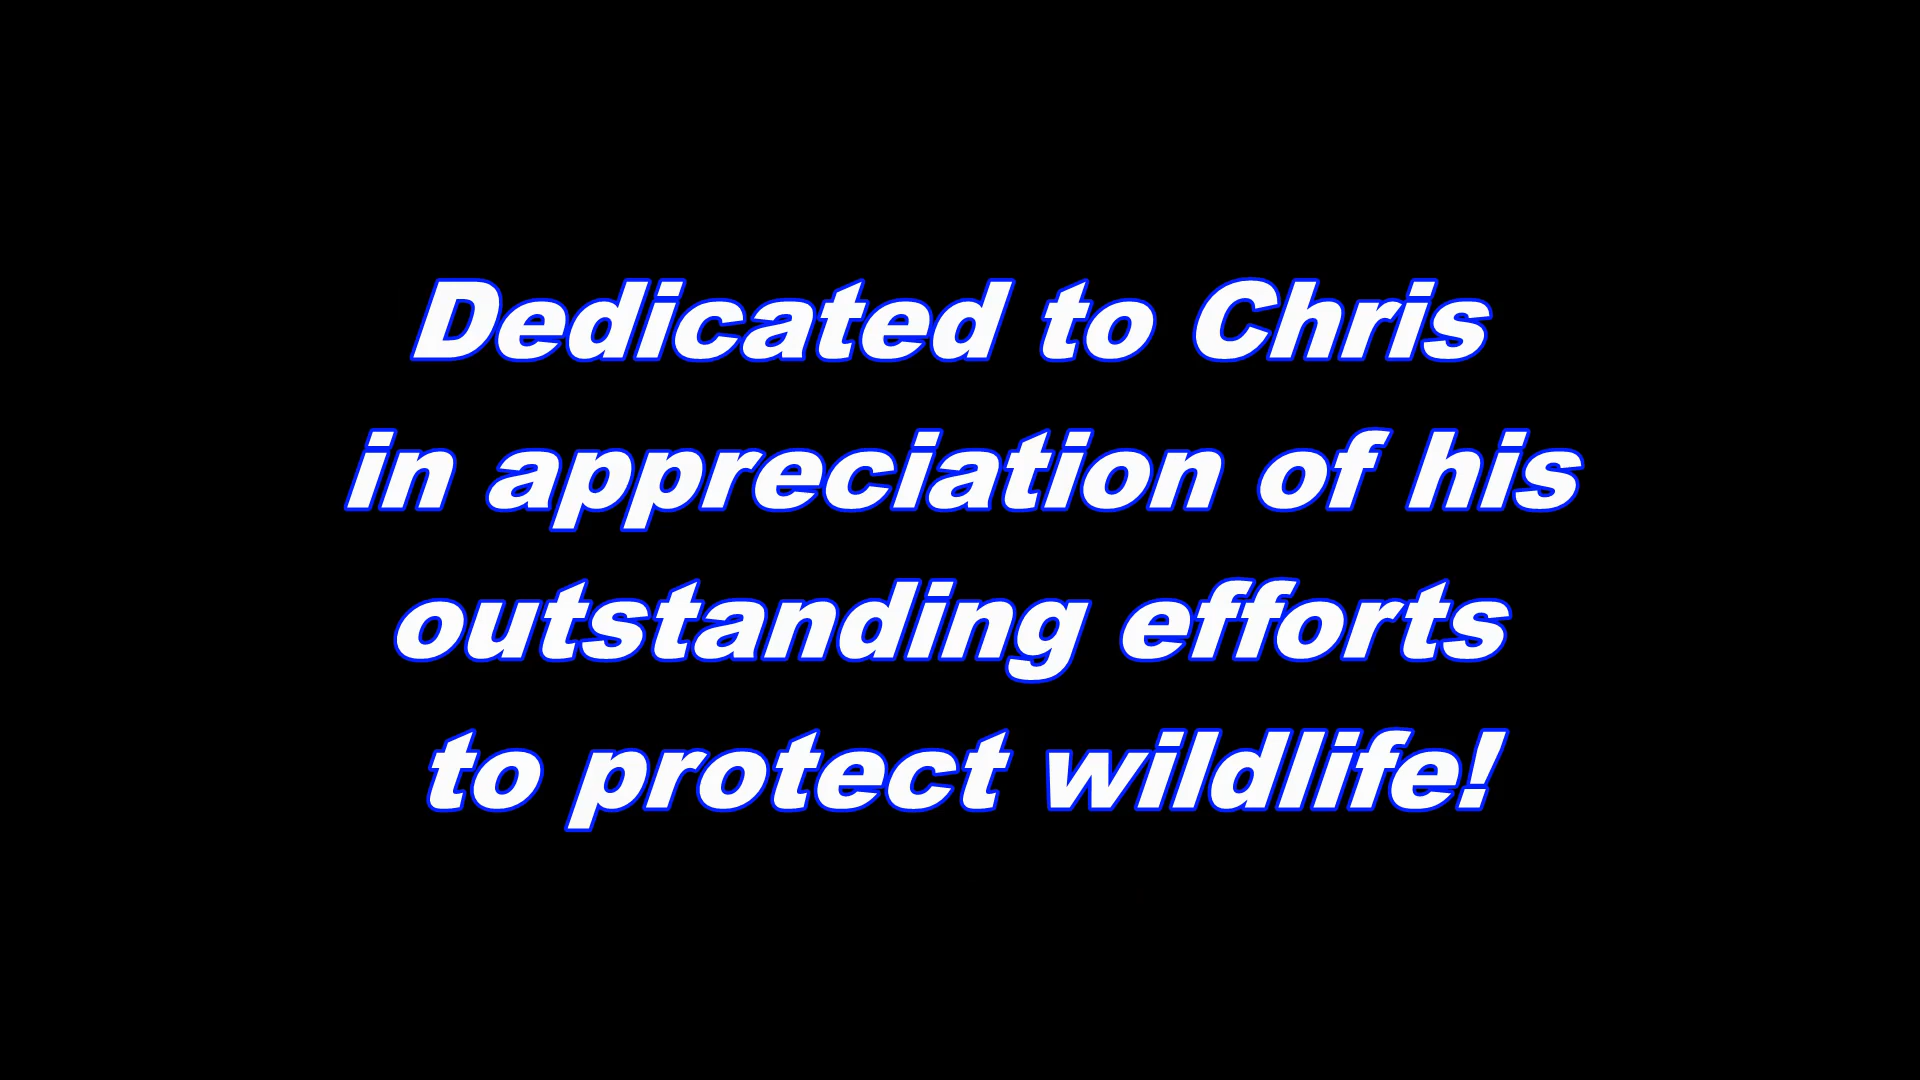 Dedicated to Chris
in appreciation of his
outstanding efforts
to protect wildlife!